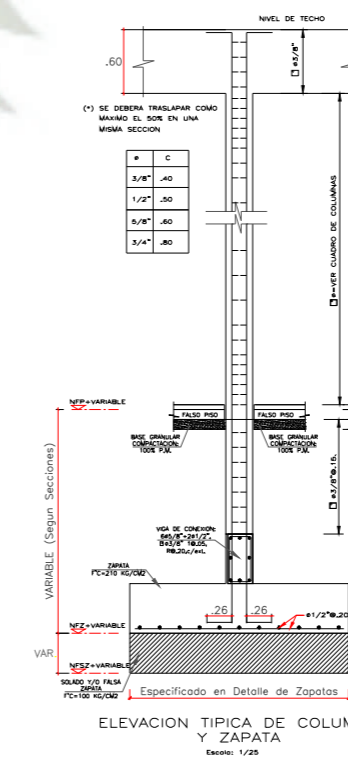 NIVEL DE TECHO
.60
ø3/8"
(*) SE DEBERA TRASLAPAR COMO
MAXIMO EL 50% EN UNA
MISMA SECCION
ø C
3/8" .40
1/2" .50
5/8" .60
3/4" .80
ø=VER CUADRO DE COLUMNAS
NFP+VARIABLE
FALSO PISO
FALSO PISO
BASE GRANULAR
COMPACTACION:
100% P.M.
BASE GRANULAR
COMPACTACION:
100% P.M.
ø3/8"@.16,
VARIABLE (Segun Secciones)
VIGA DE CONEXION:
6ø5/8"+2ø1/2",
ø3/8" 1@.05,
R@.20,c/ext.
ZAPATA
f'C=210 KG/CM2
.26
.26
ø1/2"@.20
NFZ+VARIABLE
VAR.
NFSZ+VARIABLE
SOLADO Y/O FALSA
ZAPATA
f'C=100 KG/CM2
Especificado en Detalle de Zapatas
ELEVACION TIPICA DE COLUM
Y ZAPATA
Escala: 1/25